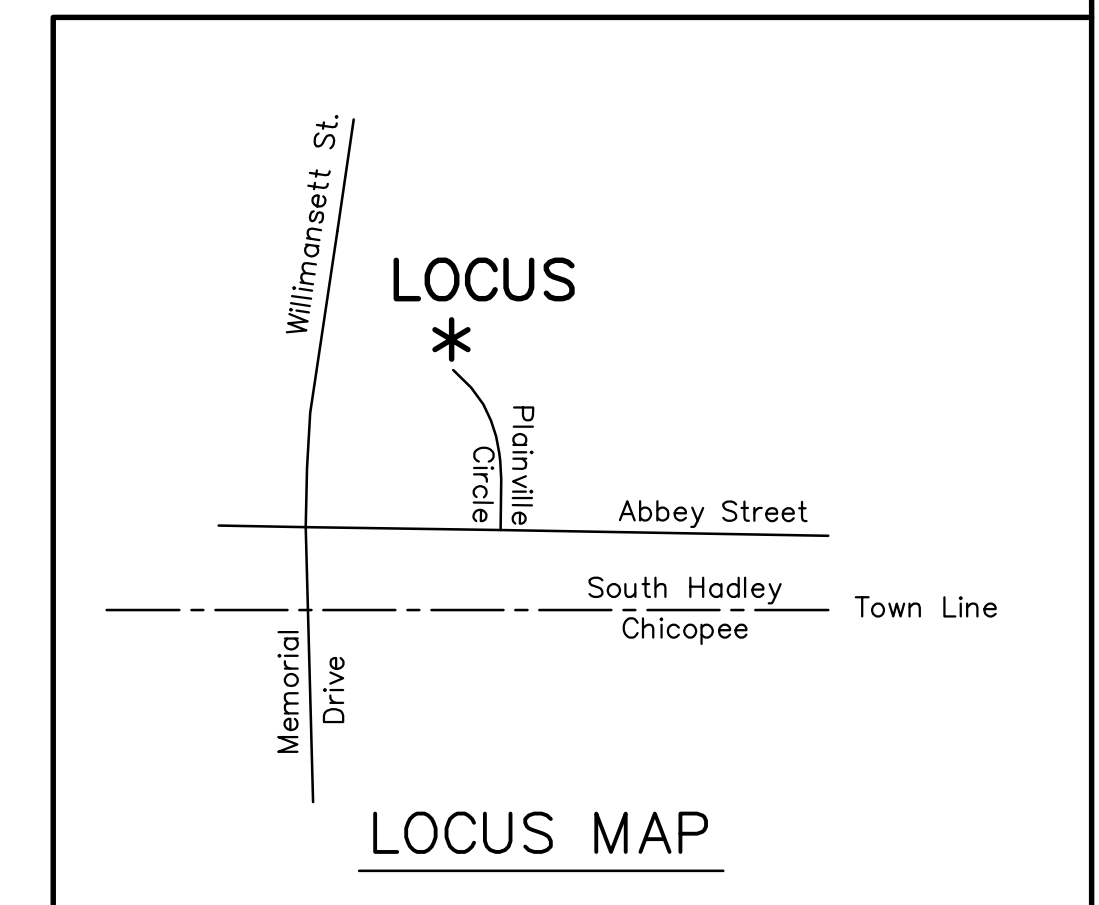 Willimansett St.
LOCUS
*
Plainville
Circle
Abbey Street
South Hadley
Town Line
Chicopee
Memorial
Drive
LOCUS MAP